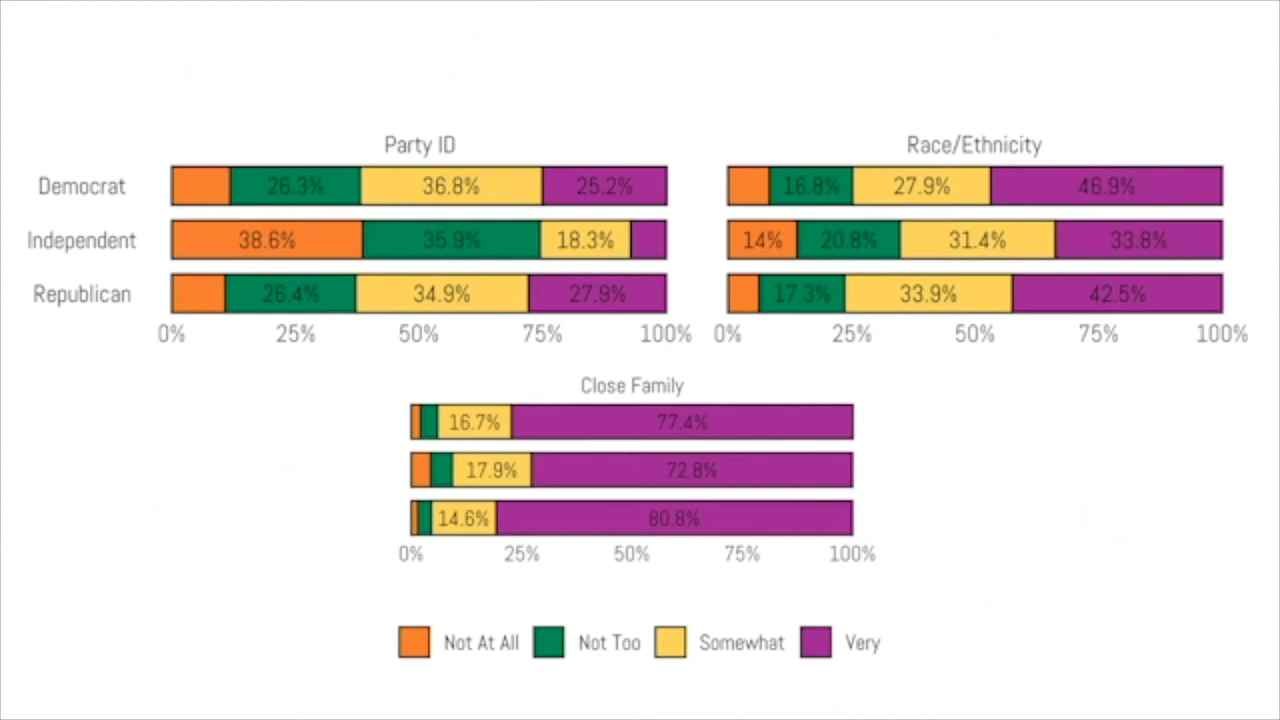 Party ID
Race/Ethnicity
Democrat 26.3% 36.8% 25.2% 16.8% 27.9% 46.9%
Independent 38.6% 35.9% 18.3% 14% 20.8% 31.4% 33.8%
Republican 26.4% 34.9% 27.9% 17.3% 33.9% 42.5%
0% 25% 50% 75% 100% 0% 25% 50% 75% 100%
Close Family
16.7% 77.4%
17.9% 72.8%
14.6% 80.8%
0% 25% 50% 75% 100%
Not At All Not Too Somewhat Very